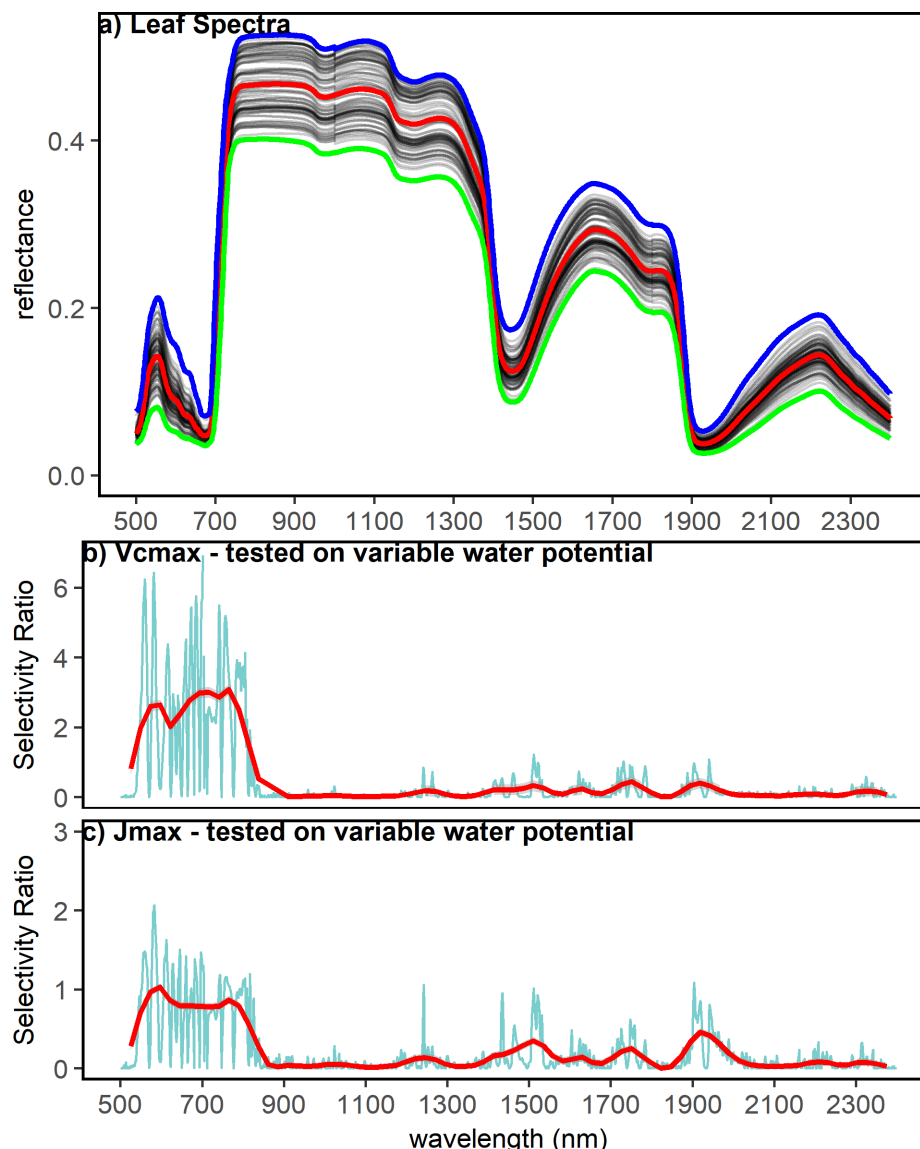 a) Leaf Spectra
reflectance
0.4
0.2
0.0
500 700 900 1100 1300 1500 1700 1900 2100 2300
b) Vcmax - tested on variable water potential
Selectivity Ratio
6
4
2
0
c) Jmax - tested on variable water potential
Selectivity Ratio
3
2
1
0
500 700 900 1100 1300 1500 1700 1900 2100 2300
wavelength (nm)